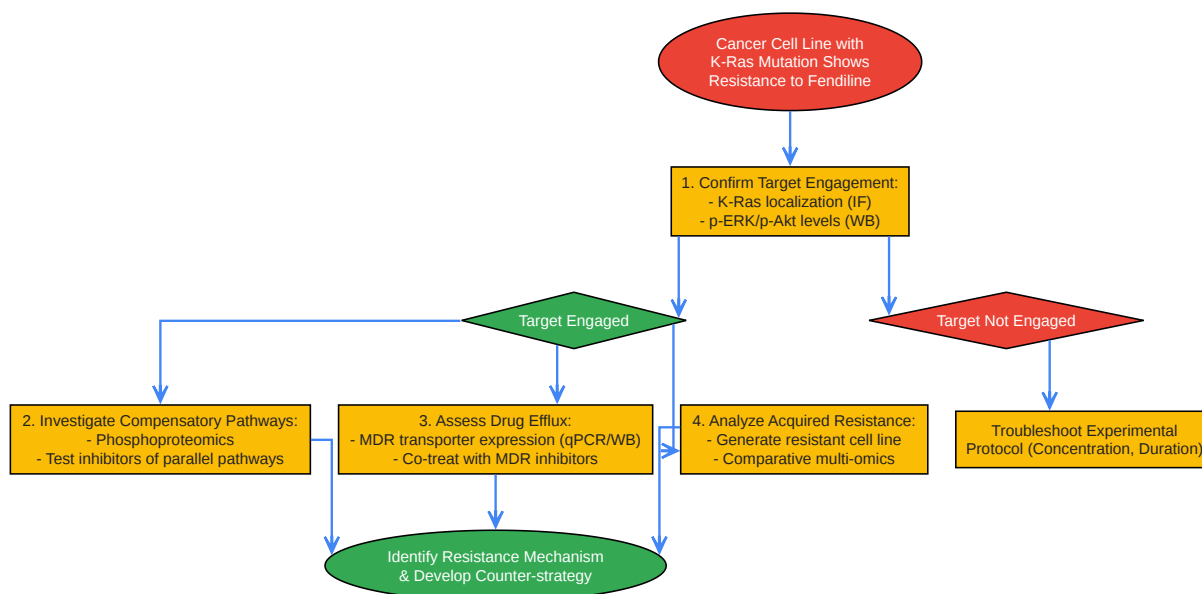 Cancer Cell Line with
K-Ras Mutation Shows
Resistance to Fendiline
1. Confirm Target Engagement:
- K-Ras localization (IF)
- p-ERK/p-Akt levels (WB)
Target Engaged
Target Not Engaged
2. Investigate Compensatory Pathways:
- Phosphoproteomics
- Test inhibitors of parallel pathways
3. Assess Drug Efflux:
- MDR transporter expression (qPCR/WB)
- Co-treat with MDR inhibitors
4. Analyze Acquired Resistance:
- Generate resistant cell line
- Comparative multi-omics
Troubleshoot Experimental
Protocol (Concentration, Duration)
Identify Resistance Mechanism
& Develop Counter-strategy